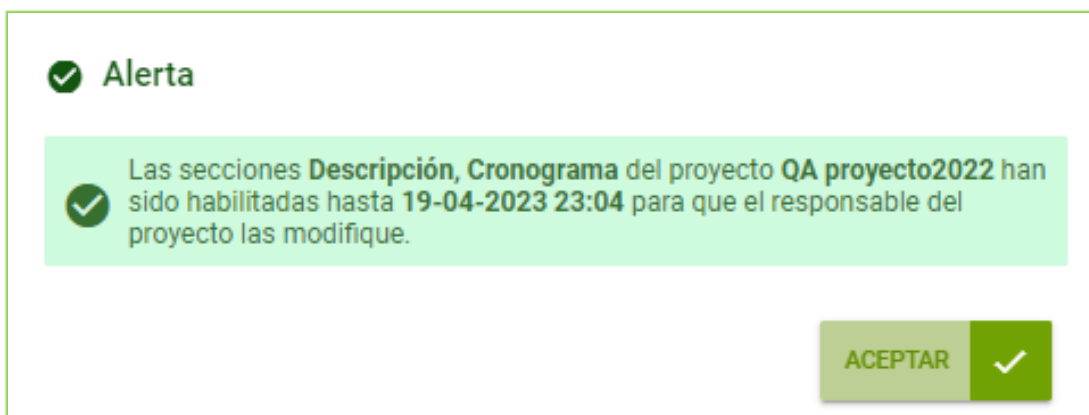 Alerta
Las secciones Descripción, Cronograma del proyecto QA proyecto2022 han
sido habilitadas hasta 19-04-2023 23:04 para que el responsable del
proyecto las modifique.
ACEPTAR